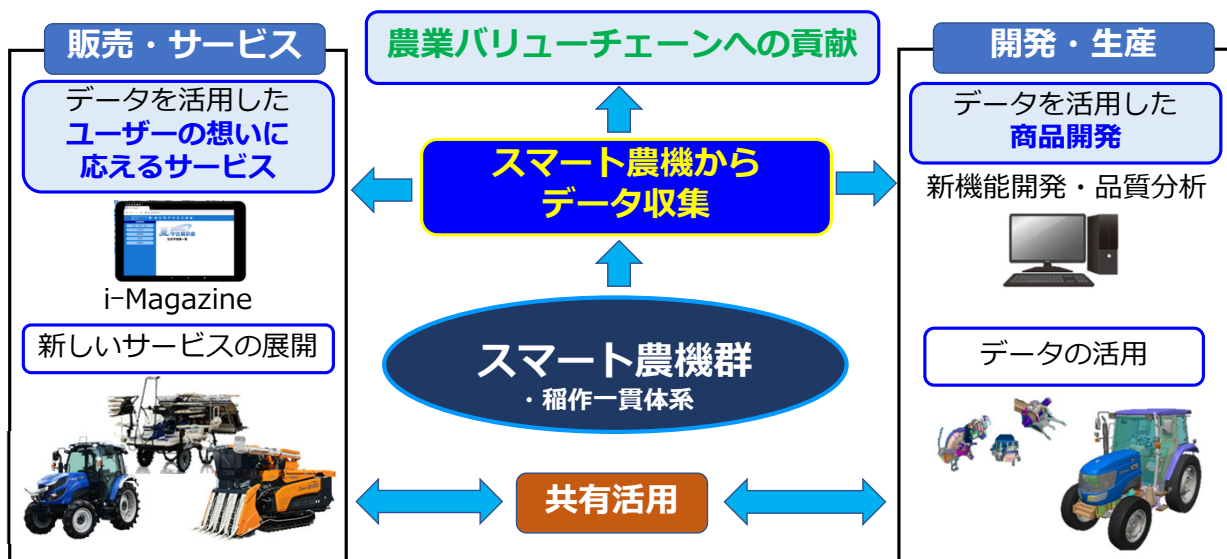 販売・サービス
データを活用した
ユーザーの想いに
応えるサービス
i-Magazine
新しいサービスの展開
農業バリューチェーンへの貢献
スマート農機から
データ収集
スマート農機群
・稲作一貫体系
共有活用
開発・生産
データを活用した
商品開発
新機能開発・品質分析
データの活用